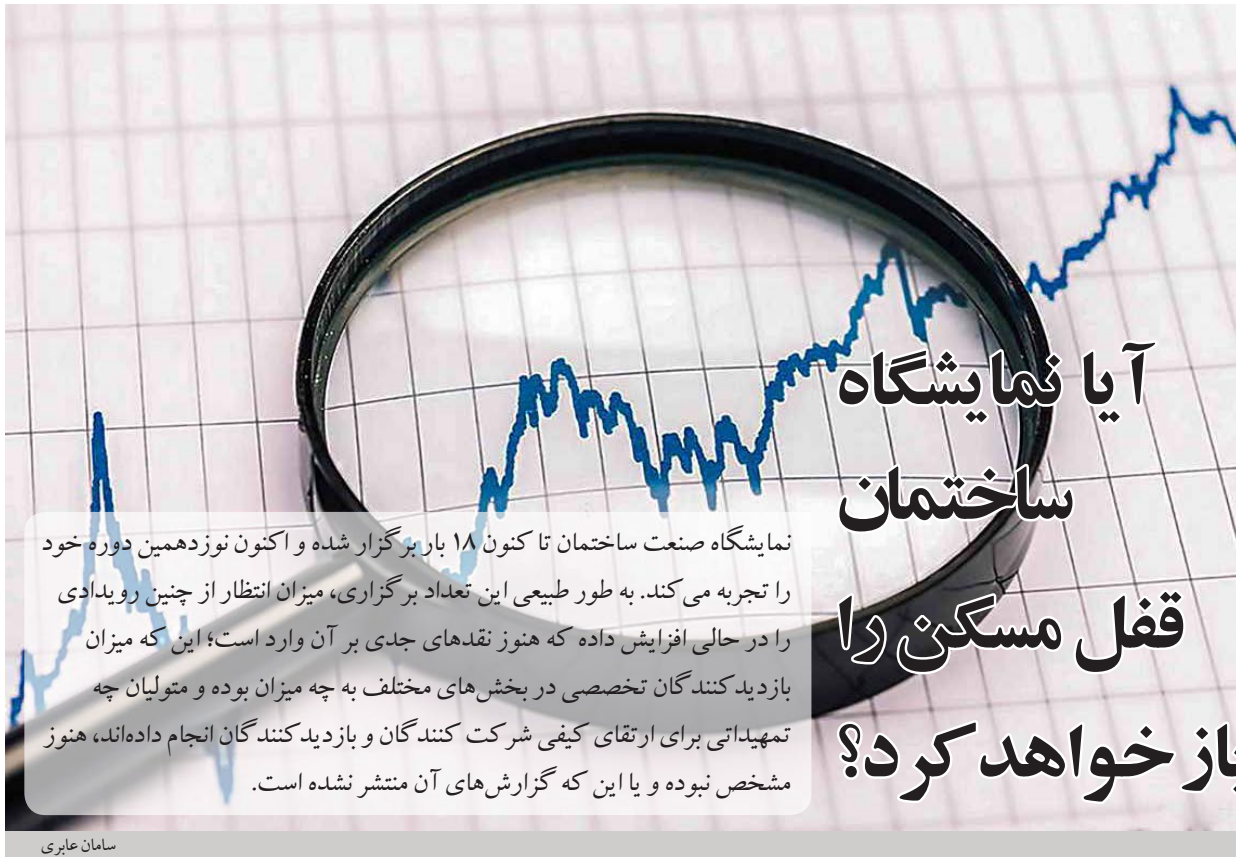 آیا نمایشگاه
ساختمان
قفل مسکن را
باز خواهد کرد؟
نمایشگاه صنعت ساختمان تا کنون ۱۸ بار برگزار شده و اکنون نوزدهمین دوره خود
را تجربه می‌کند. به طور طبیعی این تعداد برگزاری، میزان انتظار از چنین رویدادی
را در حالی افزایش داده که هنوز نقدهای جدی بر آن وارد است؛ این که میزان
بازدیدکنندگان تخصصی در بخش‌های مختلف به چه میزان بوده و متولیان چه
تمهیداتی برای ارتقای کیفی شرکت کنندگان و بازدیدکنندگان انجام داده‌اند، هنوز
مشخص نبوده و یا این که گزارش‌های آن منتشر نشده است.
سامان عابری